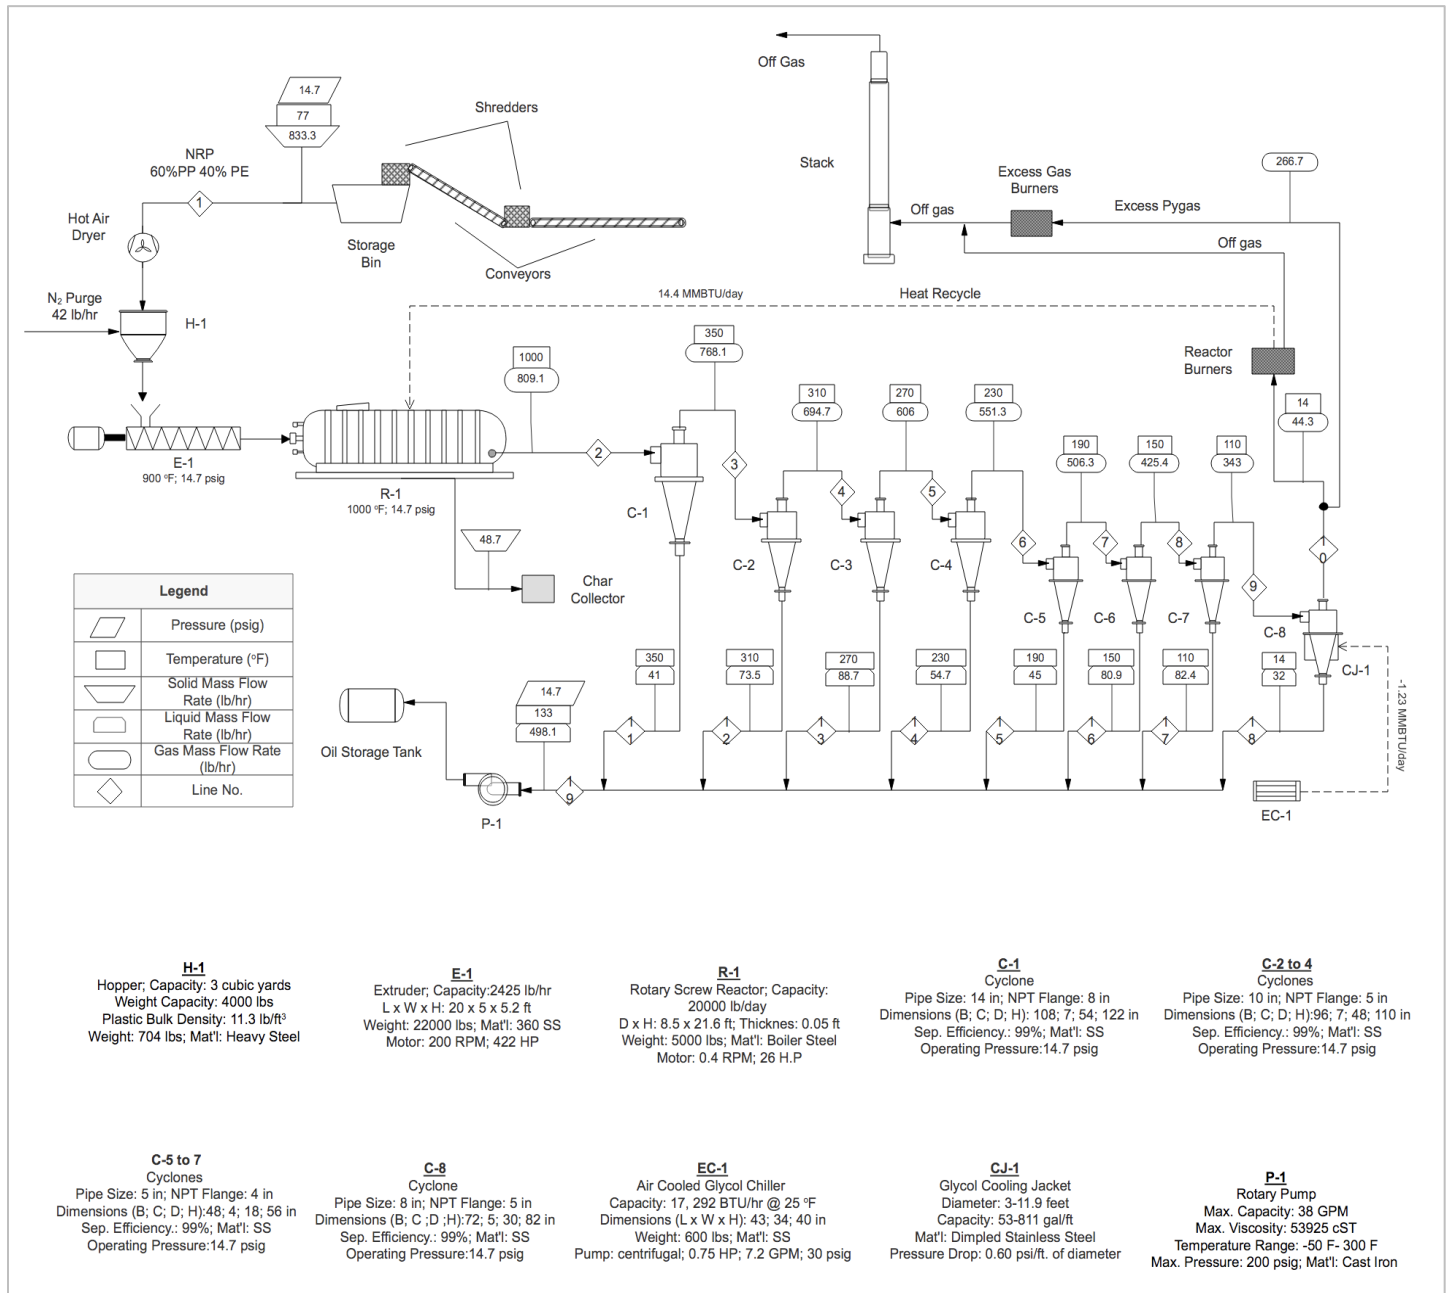 Off Gas
14.7
77
833.3
Shredders
NRP
60%PP 40% PE
1
Stack
266.7
Excess Gas
Burners
Excess Pygas
Off gas
Off gas
Hot Air
Dryer
Storage
Bin
Conveyors
N₂ Purge
42 lb/hr
H-1
14.4 MMBTU/day
Heat Recycle
Reactor
Burners
350
768.1
1000
809.1
310
694.7
270
606
230
551.3
14
44.3
190
506.3
150
425.4
110
343
E-1
900 ºF; 14.7 psig
R-1
1000 ºF; 14.7 psig
2
3
4
5
6
7
8
9
10
C-1
C-2
C-3
C-4
C-5
C-6
C-7
C-8
CJ-1
48.7
Char
Collector
Legend
Pressure (psig)
Temperature (ºF)
Solid Mass Flow
Rate (lb/hr)
Liquid Mass Flow
Rate (lb/hr)
Gas Mass Flow Rate
(lb/hr)
Line No.
350
41
310
73.5
270
88.7
230
54.7
190
45
150
80.9
110
82.4
14
32
14.7
133
498.1
11
12
13
14
15
16
17
18
19
-1.23 MMBTU/day
Oil Storage Tank
P-1
EC-1
H-1
Hopper; Capacity: 3 cubic yards
Weight Capacity: 4000 lbs
Plastic Bulk Density: 11.3 lb/ft³
Weight: 704 lbs; Mat'l: Heavy Steel
E-1
Extruder; Capacity:2425 lb/hr
L x W x H: 20 x 5 x 5.2 ft
Weight: 22000 lbs; Mat'l: 360 SS
Motor: 200 RPM; 422 HP
R-1
Rotary Screw Reactor; Capacity:
20000 lb/day
D x H: 8.5 x 21.6 ft; Thicknes: 0.05 ft
Weight: 5000 lbs; Mat'l: Boiler Steel
Motor: 0.4 RPM; 26 H.P
C-1
Cyclone
Pipe Size: 14 in; NPT Flange: 8 in
Dimensions (B; C; D; H): 108; 7; 54; 122 in
Sep. Efficiency.: 99%; Mat'l: SS
Operating Pressure:14.7 psig
C-2 to 4
Cyclones
Pipe Size: 10 in; NPT Flange: 5 in
Dimensions (B; C; D; H):96; 7; 48; 110 in
Sep. Efficiency.: 99%; Mat'l: SS
Operating Pressure:14.7 psig
C-5 to 7
Cyclones
Pipe Size: 5 in; NPT Flange: 4 in
Dimensions (B; C; D; H):48; 4; 18; 56 in
Sep. Efficiency.: 99%; Mat'l: SS
Operating Pressure:14.7 psig
C-8
Cyclone
Pipe Size: 8 in; NPT Flange: 5 in
Dimensions (B; C ;D ;H):72; 5; 30; 82 in
Sep. Efficiency.: 99%; Mat'l: SS
Operating Pressure:14.7 psig
EC-1
Air Cooled Glycol Chiller
Capacity: 17, 292 BTU/hr @ 25 ºF
Dimensions (L x W x H): 43; 34; 40 in
Weight: 600 lbs; Mat'l: SS
Pump: centrifugal; 0.75 HP; 7.2 GPM; 30 psig
CJ-1
Glycol Cooling Jacket
Diameter: 3-11.9 feet
Capacity: 53-811 gal/ft
Mat'l: Dimpled Stainless Steel
Pressure Drop: 0.60 psi/ft. of diameter
P-1
Rotary Pump
Max. Capacity: 38 GPM
Max. Viscosity: 53925 cST
Temperature Range: -50 F- 300 F
Max. Pressure: 200 psig; Mat'l: Cast Iron